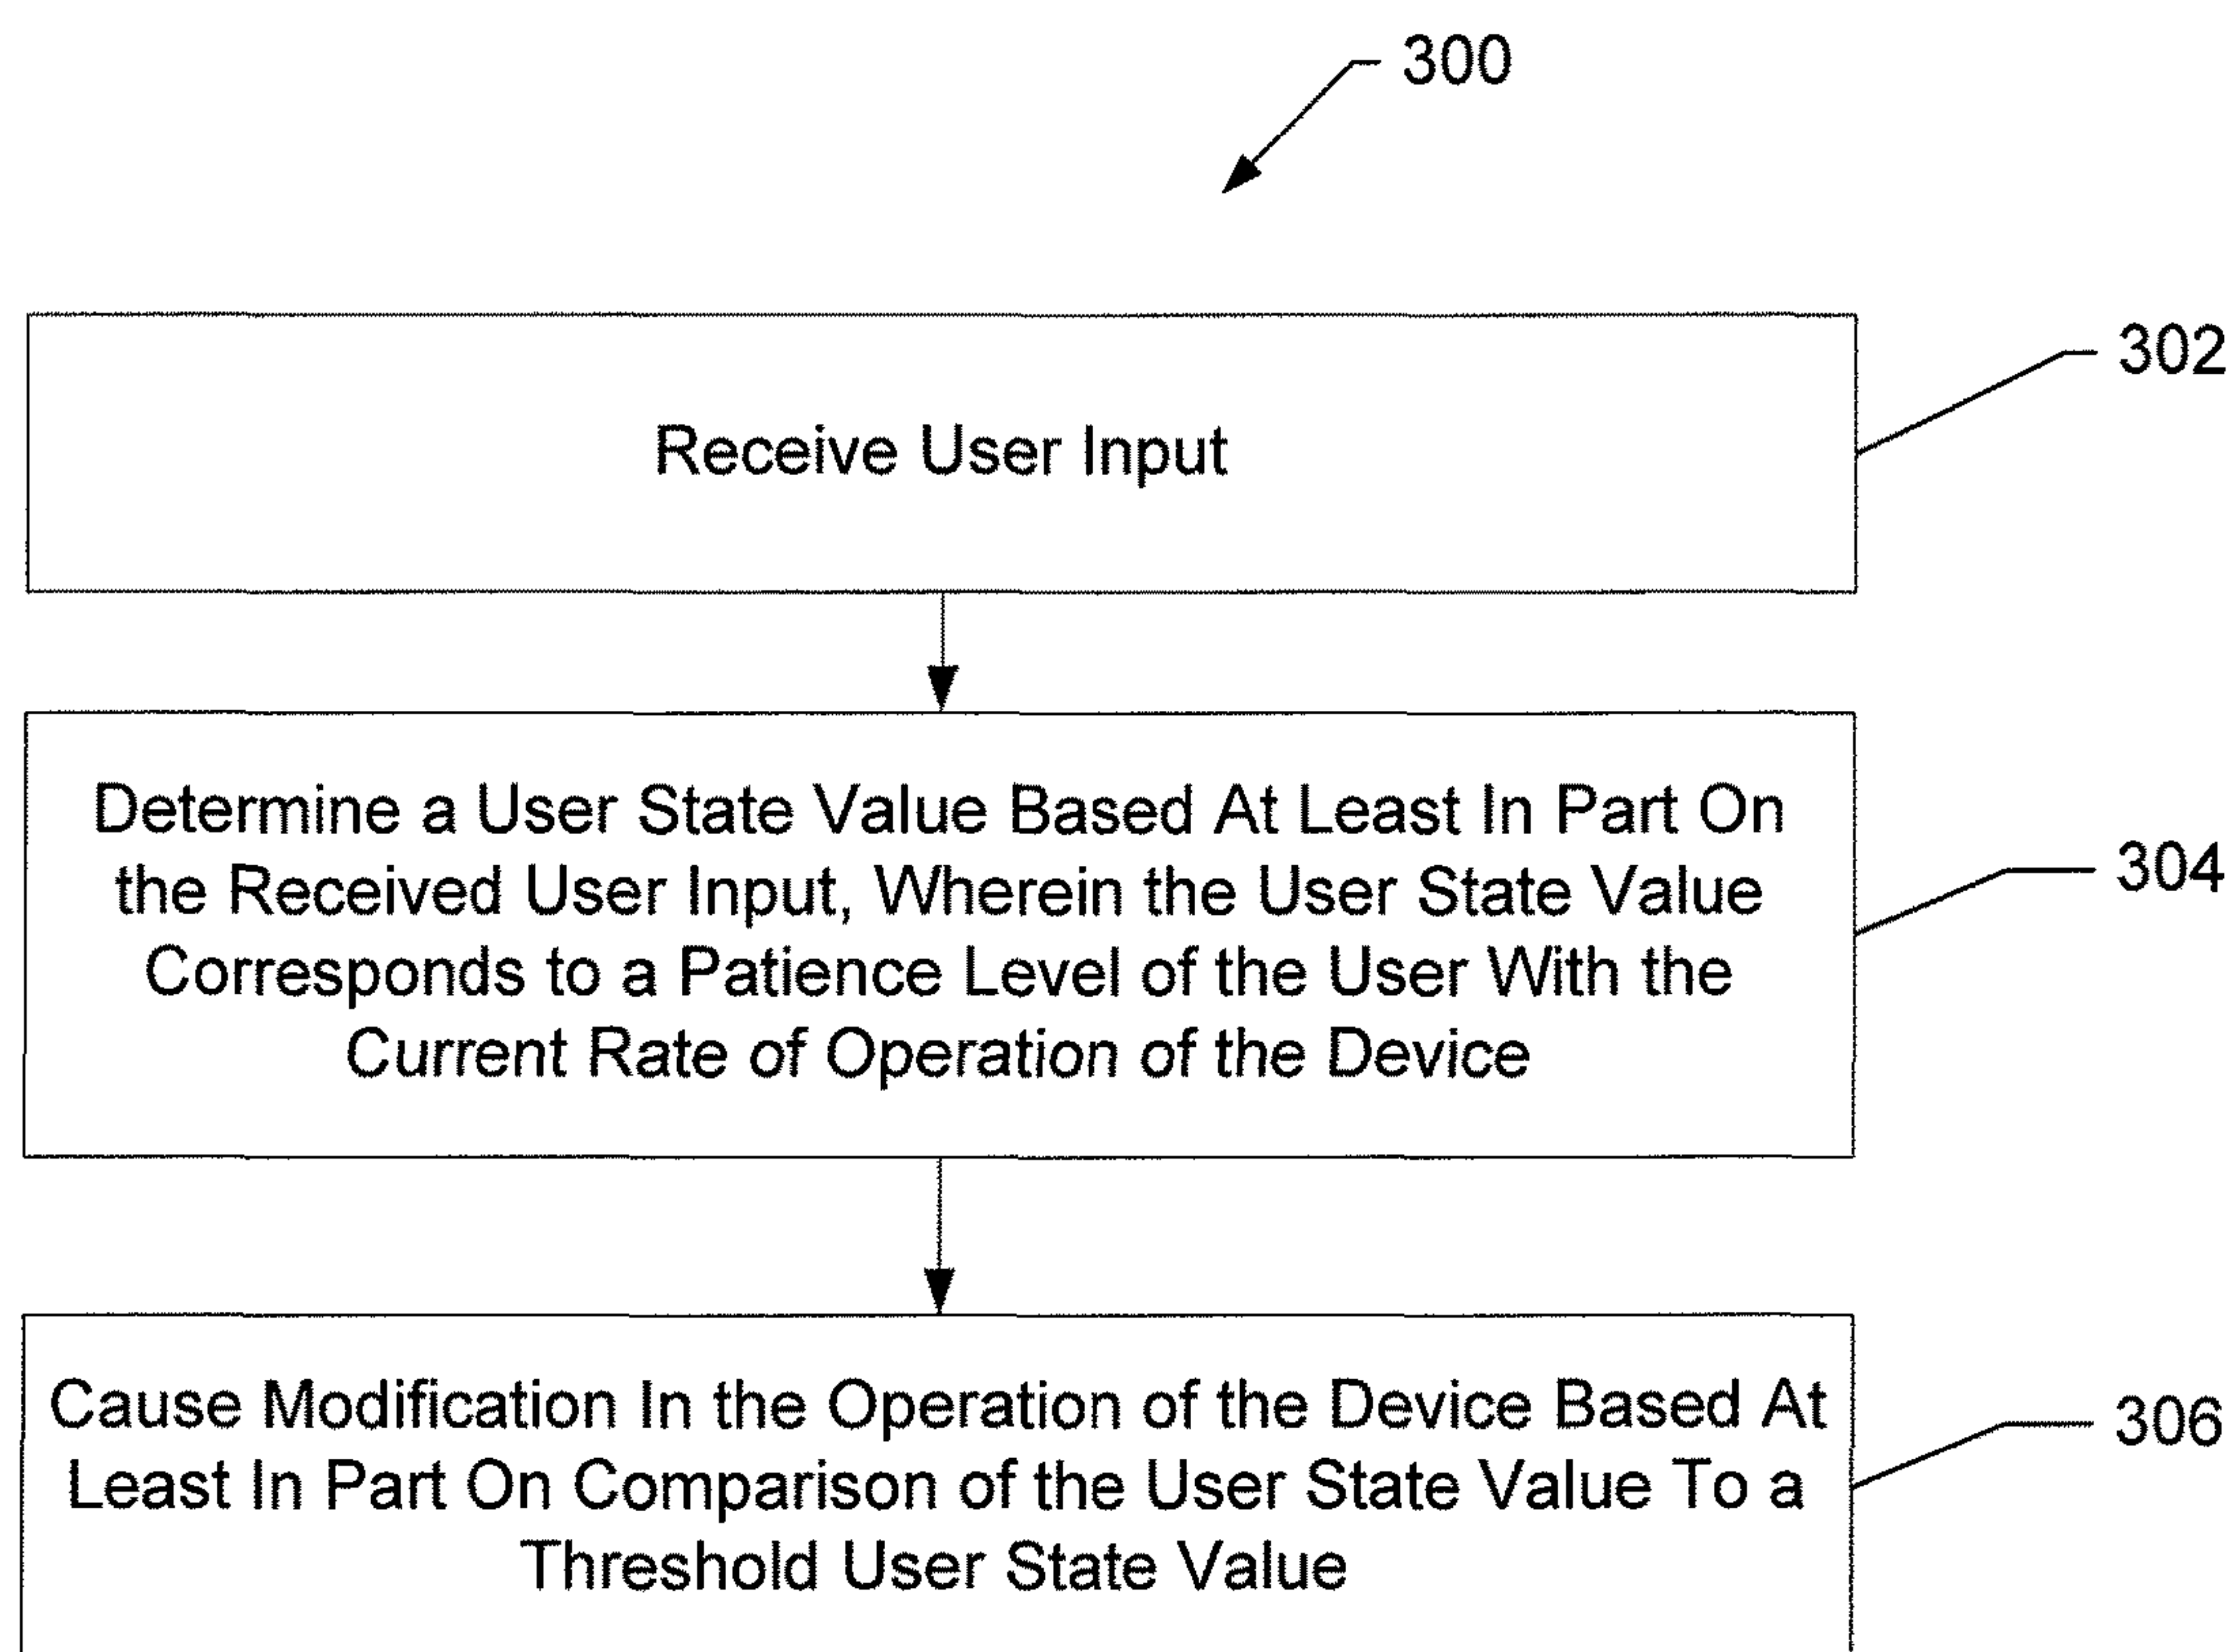 300
Receive User Input
302
Determine a User State Value Based At Least In Part On
the Received User Input, Wherein the User State Value
Corresponds to a Patience Level of the User With the
Current Rate of Operation of the Device
304
Cause Modification In the Operation of the Device Based At
Least In Part On Comparison of the User State Value To a
Threshold User State Value
306